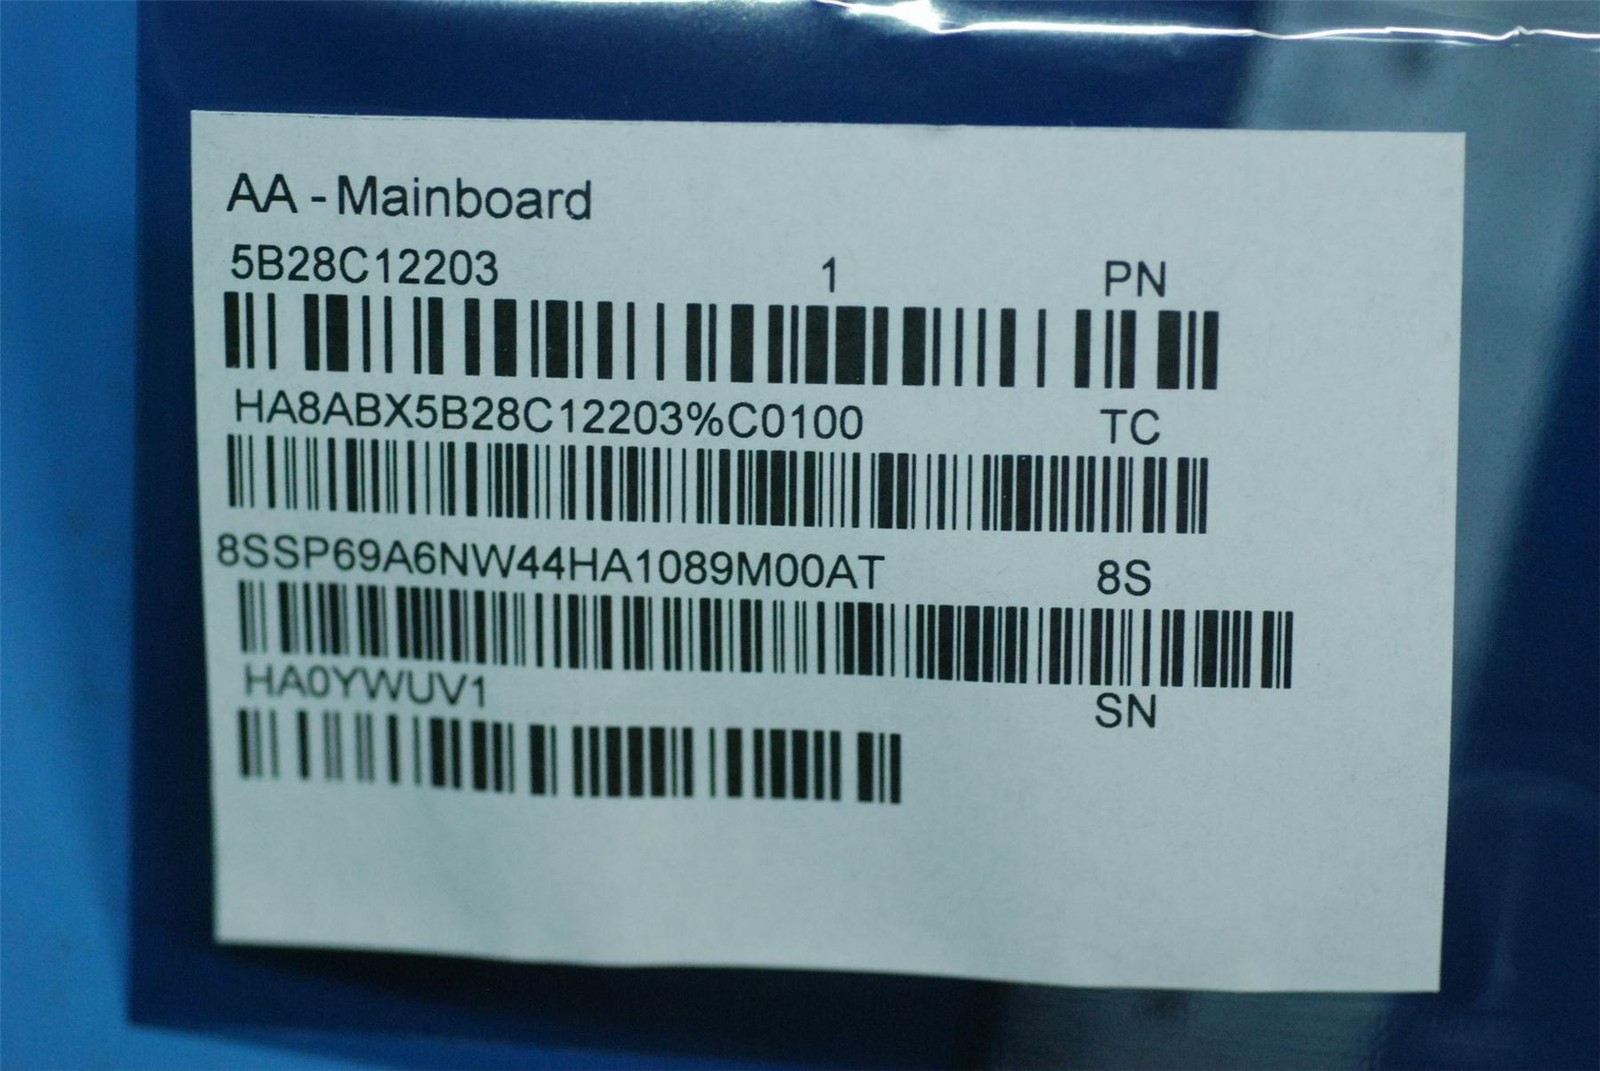 AA - Mainboard
5B28C12203 1 PN
HA8ABX5B28C12203%C0100 TC
8SSP69A6NW44HA1089M00AT 8S
HA0YWUV1 SN